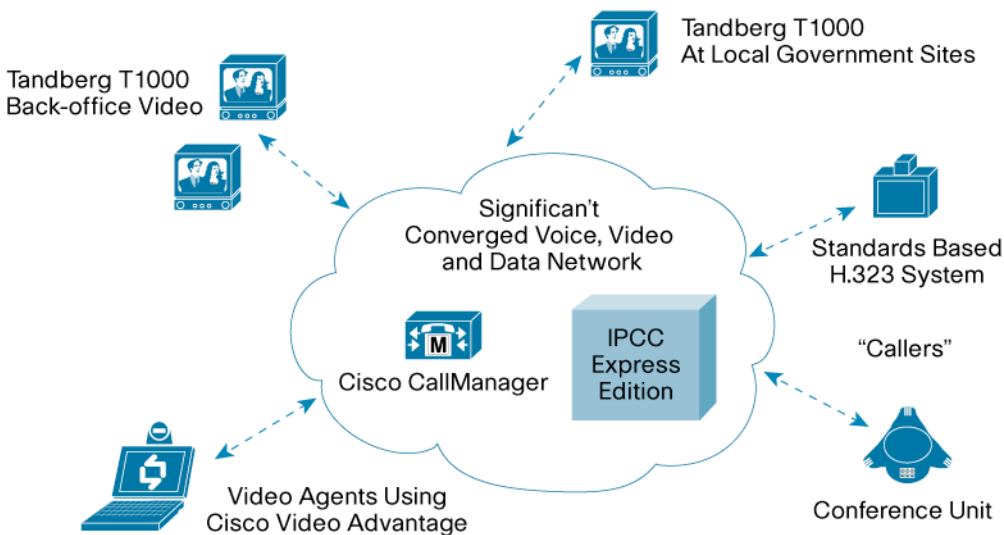 Tandberg T1000
At Local Government Sites
Tandberg T1000
Back-office Video
Significan't
Converged Voice, Video
and Data Network
Standards Based
H.323 System
IPCC
Express
Edition
M
Cisco CallManager
“Callers”
Video Agents Using
Cisco Video Advantage
Conference Unit